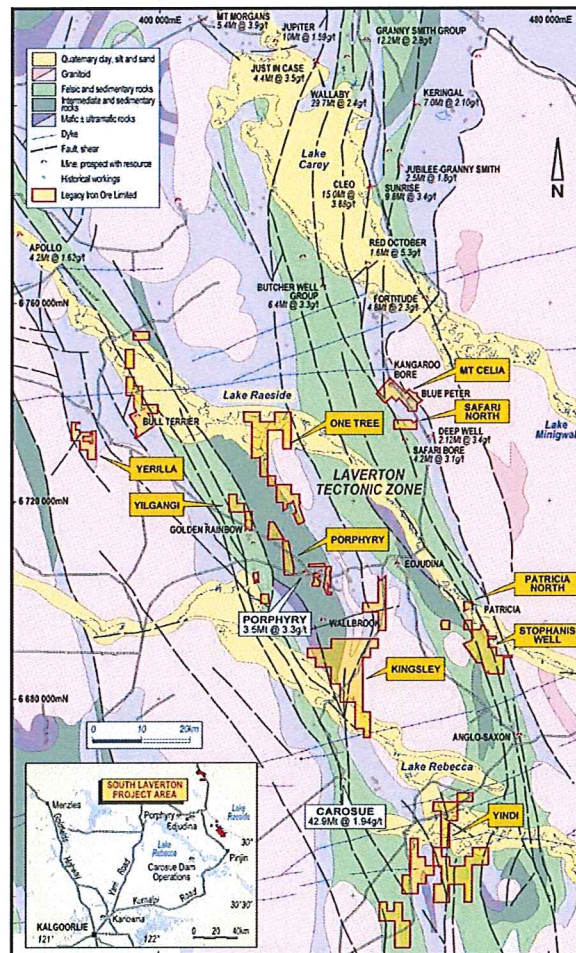 400 000mE
480 000mE
MT MORGANS
5.4Mt @ 3.9g/t
JUPITER
10Mt @ 1.59g/t
GRANNY SMITH GROUP
12.2Mt @ 2.8g/t
Quaternary clay, silt and sand
Granitoid
Felsic and sedimentary rocks
Intermediate and sedimentary
rocks
Mafic ± ultramafic rocks
Dyke
Fault, shear
Mine, prospect with resource
Historical workings
Legacy Iron Ore Limited
JUST IN CASE
4.4Mt @ 3.5g/t
WALLABY
29.7Mt @ 2.4g/t
KERINGAL
7.0Mt @ 2.10g/t
Lake
Carey
JUBILEE-GRANNY SMITH
2.5Mt @ 1.8g/t
CLEO
15.0Mt @
3.65g/t
SUNRISE
9.8Mt @ 3.4g/t
N
APOLLO
4.2Mt @ 1.62g/t
RED OCTOBER
1.6Mt @ 5.3g/t
BUTCHER WELL
GROUP
6.4Mt @ 3.3g/t
FORTITUDE
4.8Mt @ 2.3g/t
6 760 000mN
KANGAROO
BORE
MT CELIA
BLUE PETER
Lake Raeside
SAFARI
NORTH
BULL TERRIER
ONE TREE
DEEP WELL
2.12Mt @ 3.4g/t
Lake
Minigwal
SAFARI BORE
4.2Mt @ 3.1g/t
YERILLA
LAVERTON
TECTONIC ZONE
6 720 000mN
YILGANGI
GOLDEN RAINBOW
PORPHYRY
EDJUDINA
PATRICIA
NORTH
PATRICIA
PORPHYRY
3.5Mt @ 3.3g/t
WALLBROOK
STOPHANIS
WELL
KINGSLEY
6 680 000mN
0 10 20km
ANGLO-SAXON
Lake Rebecca
CAROSUE
42.9Mt @ 1.94g/t
YINDI
SOUTH LAVERTON
PROJECT AREA
Menzies
Porphyry
Edjudina
Lake
Raeside
Goldfields
Highway
Yarri Road
Lake
Rebecca
Carosue Dam
Operations
Pinjin
30°
Kurnalpi Road
Kanowna
30°30'
KALGOORLIE
121°
122°
0 20 40km